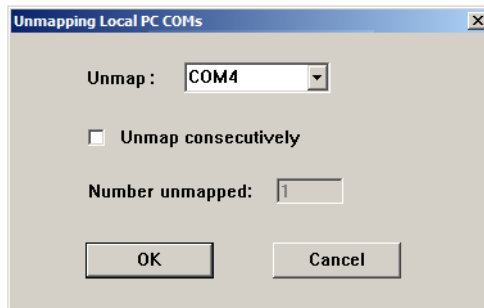 Unmapping Local PC COMs
Unmap : COM4
Unmap consecutively
Number unmapped: 1
OK Cancel